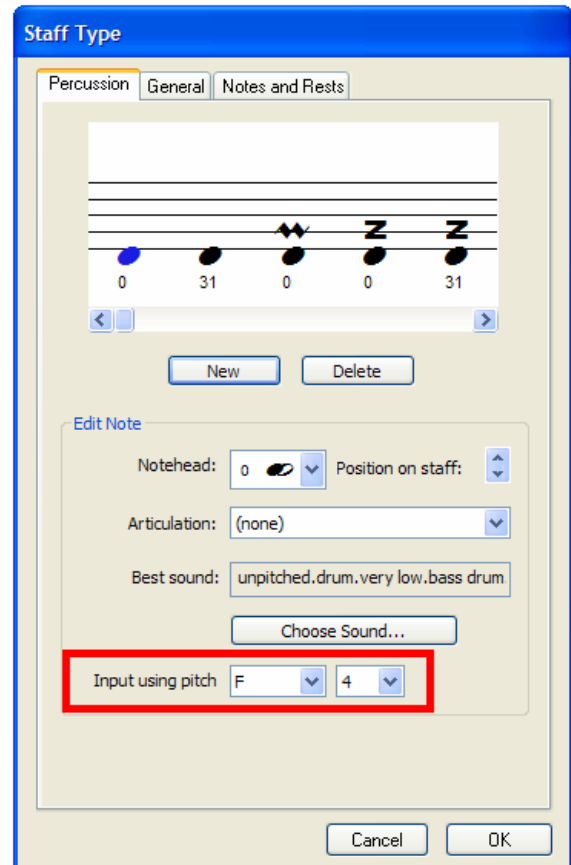 Staff Type
Percussion General Notes and Rests
0 31 0 0 31
New Delete
Edit Note
Notehead: 0 Position on staff:
Articulation: (none)
Best sound: unpitched.drum.very low.bass drum.
Choose Sound...
Input using pitch F 4
Cancel OK